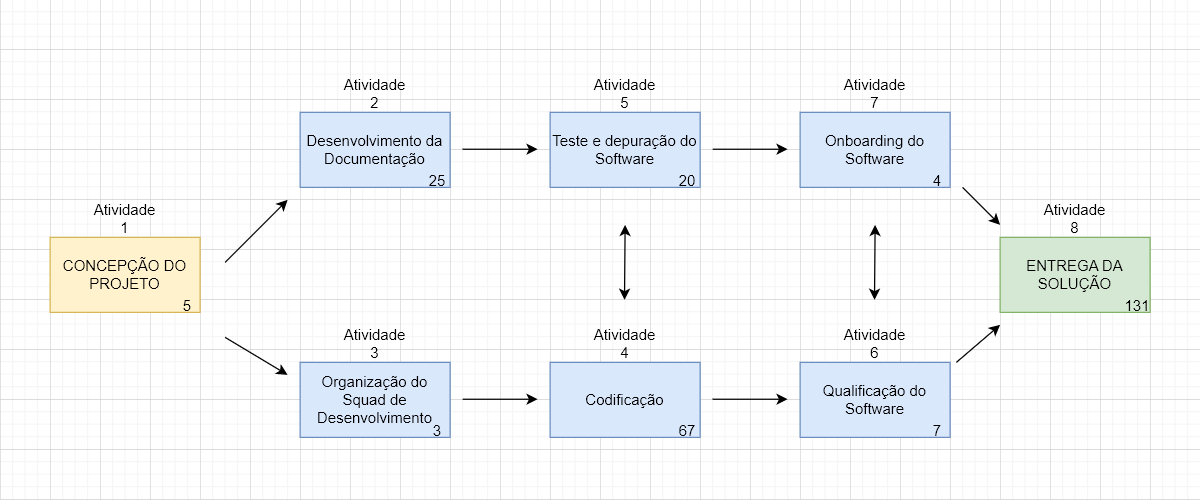 Atividade
1
CONCEPÇÃO DO
PROJETO
5
Atividade
2
Desenvolvimento da
Documentação
25
Atividade
3
Organização do
Squad de
Desenvolvimento
3
Atividade
5
Teste e depuração do
Software
20
Atividade
4
Codificação
67
Atividade
7
Onboarding do
Software
4
Atividade
6
Qualificação do
Software
7
Atividade
8
ENTREGA DA
SOLUÇÃO
131